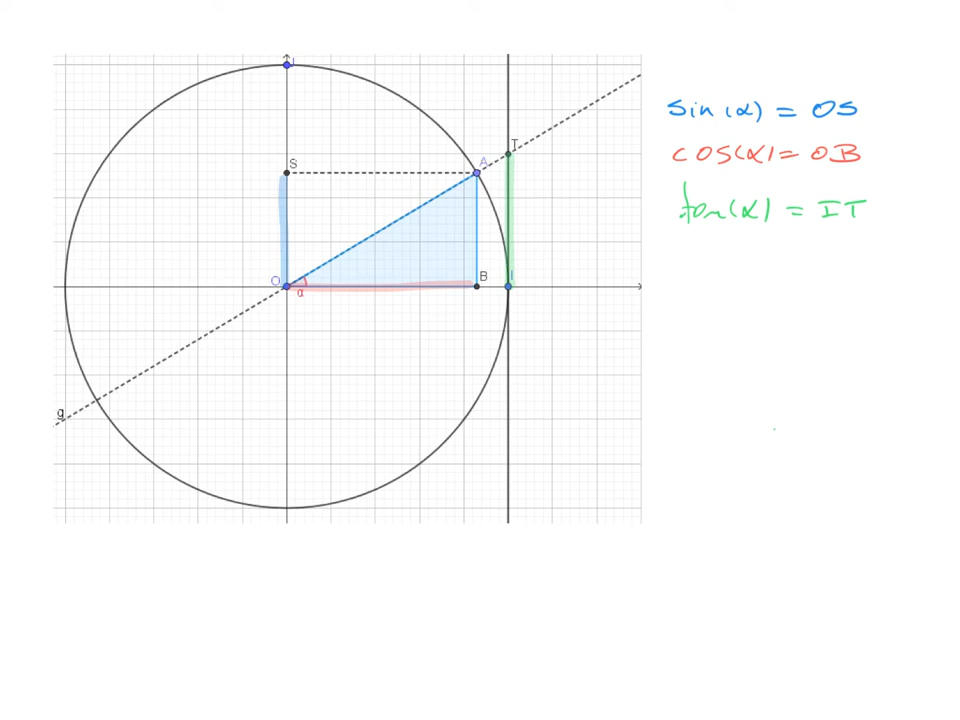 J
sin(α) = OS
T
S
A
cos(α) = OB
tan(α) = IT
O
B
I
α
g